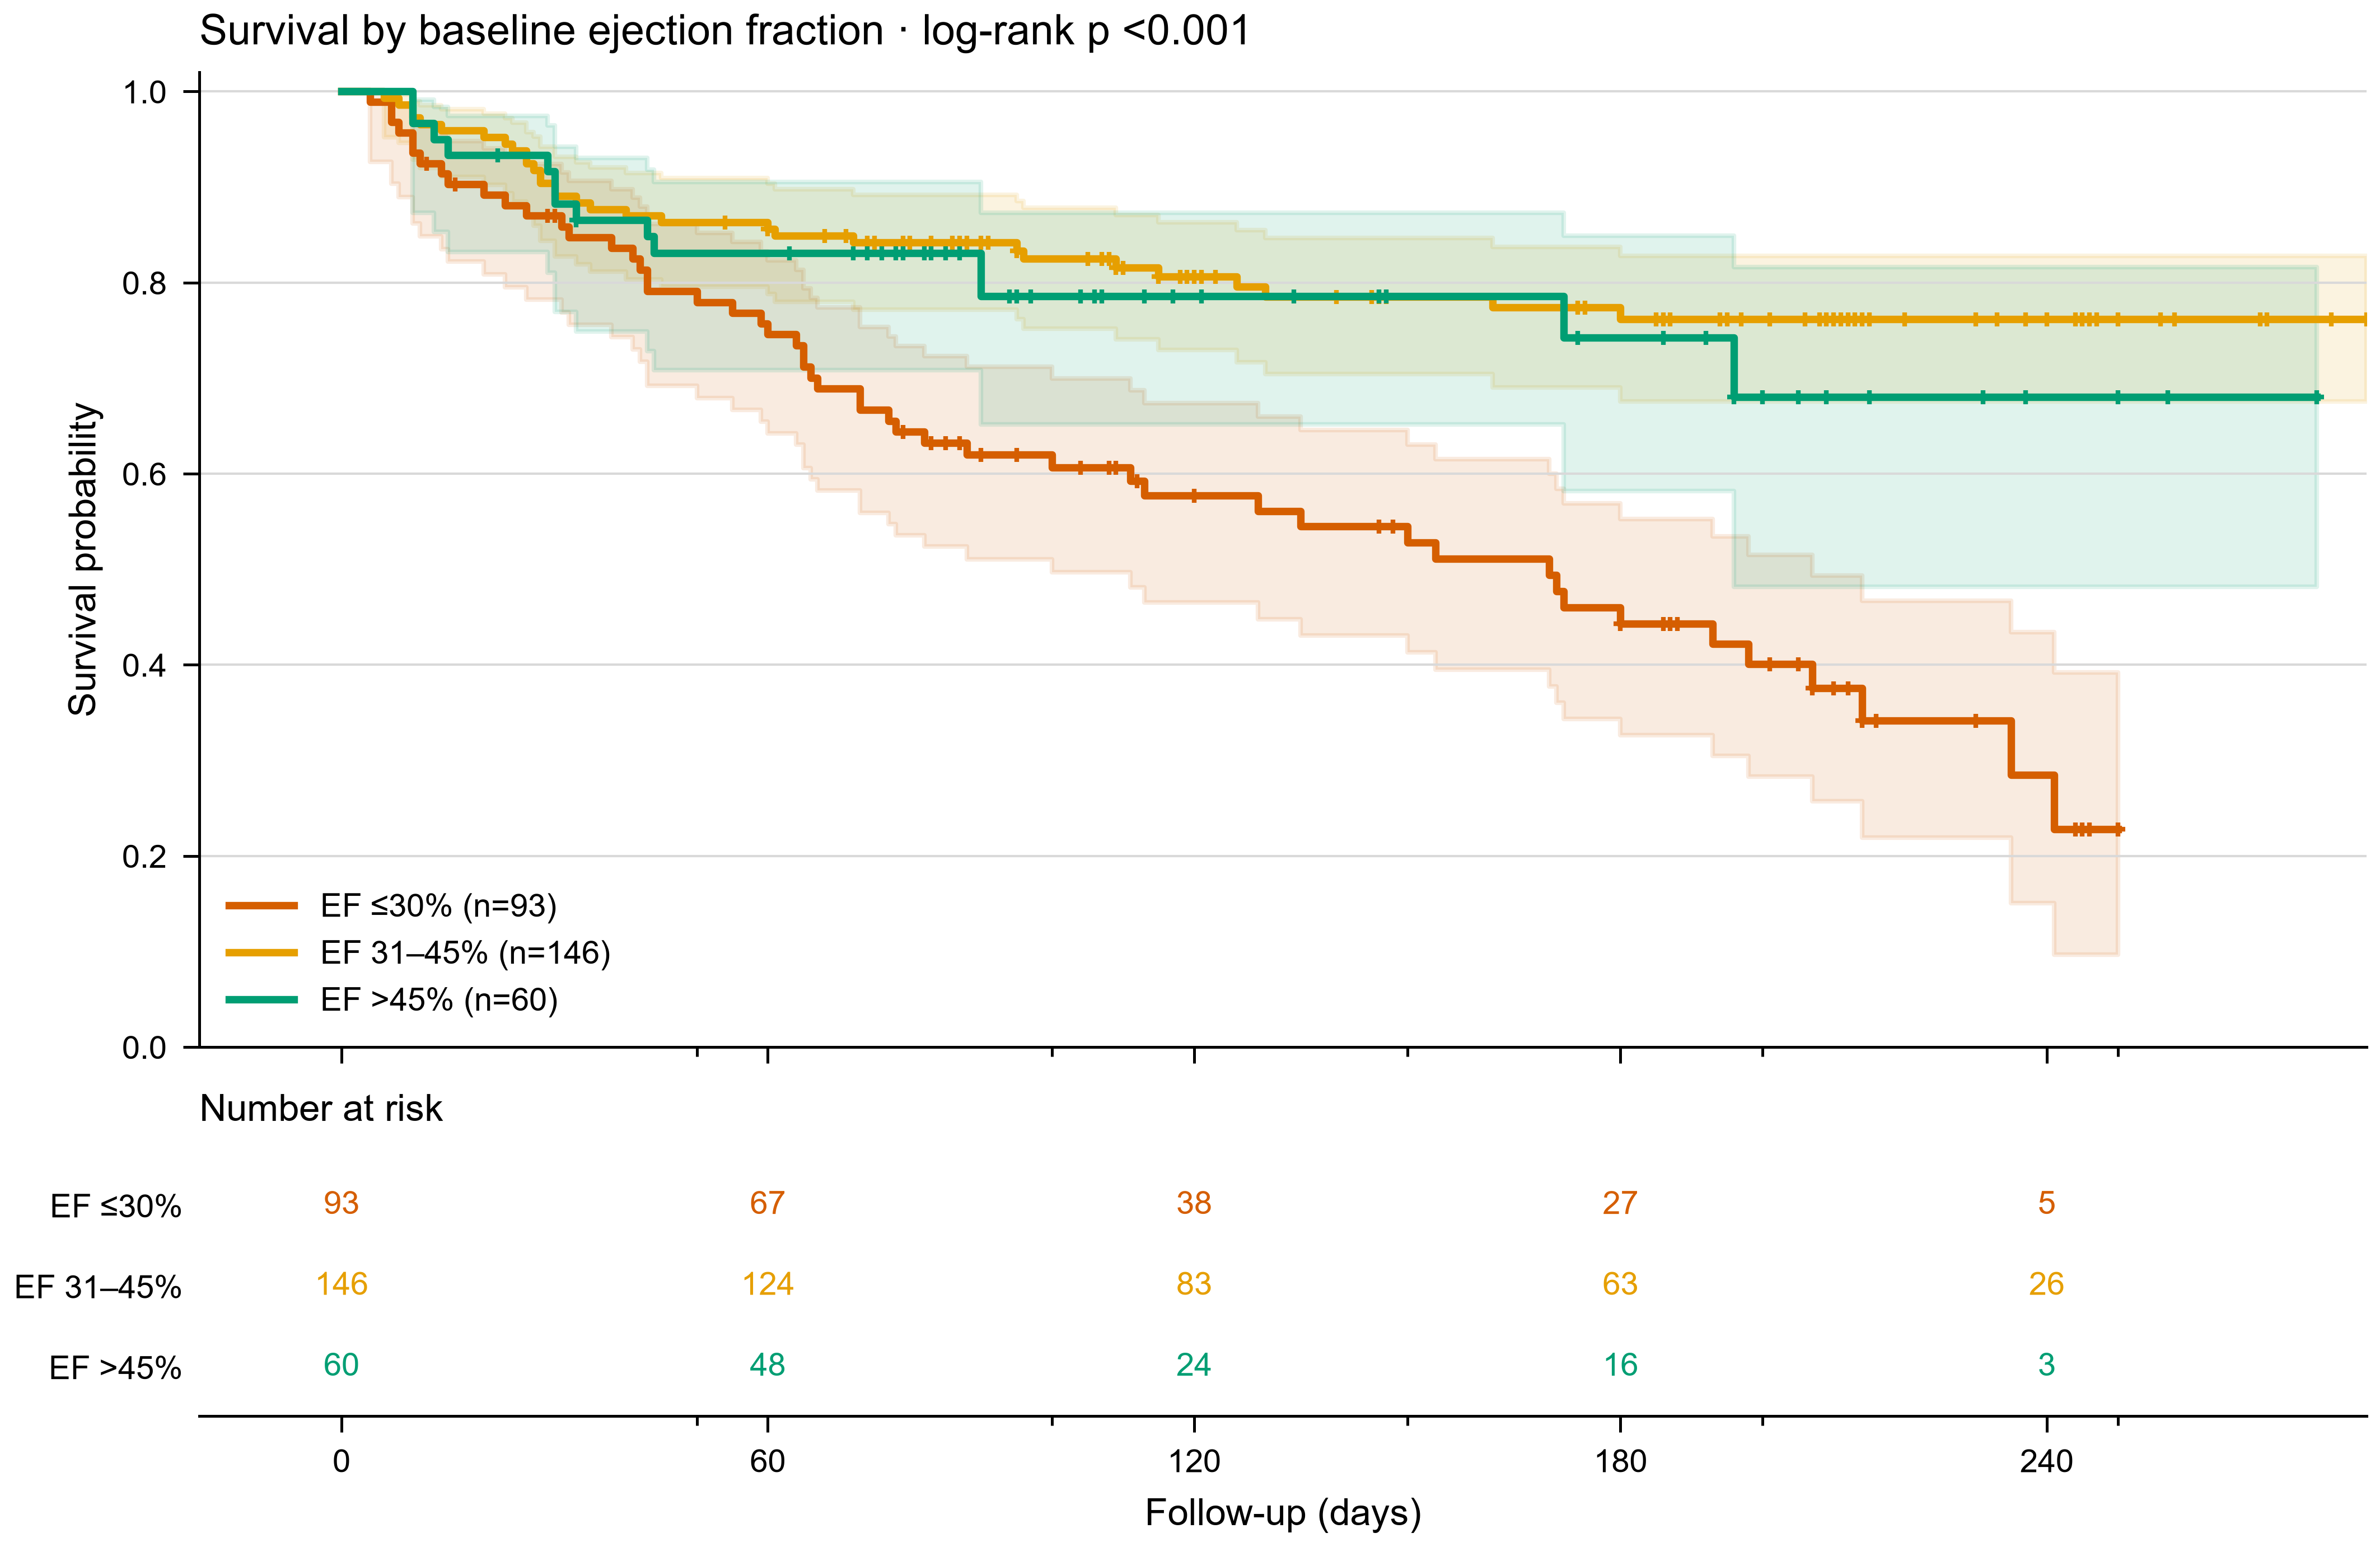 Survival by baseline ejection fraction · log-rank p <0.001
Survival probability
1.0
0.8
0.6
0.4
0.2
0.0
EF ≤30% (n=93)
EF 31–45% (n=146)
EF >45% (n=60)
Number at risk
EF ≤30% 93 67 38 27 5
EF 31–45% 146 124 83 63 26
EF >45% 60 48 24 16 3
0 60 120 180 240
Follow-up (days)